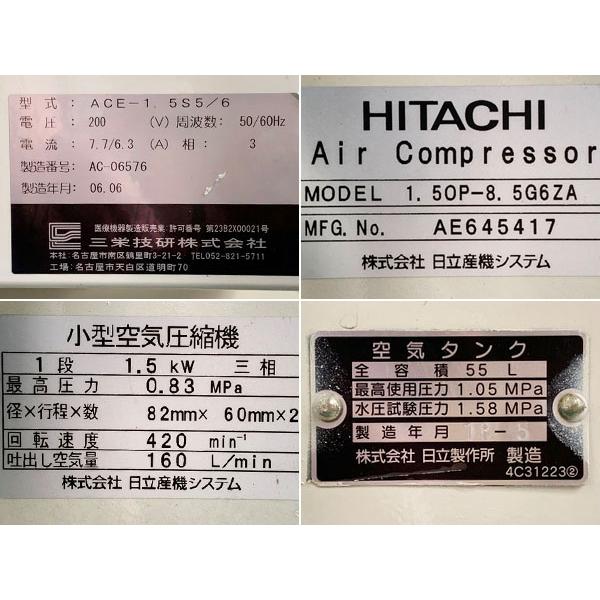 型式: ACE-1.5S5/6
電圧: 200 (V) 周波数: 50/60Hz
電流: 7.7/6.3 (A) 相: 3
製造番号: AC-06576
製造年月: 06.06
医療機器製造販売業 許可番号 第23B2X00021号
三栄技研株式会社
本社:名古屋市南区鶴里町3-21-2 TEL052-821-5711
工場:名古屋市天白区道明町70
HITACHI
Air Compressor
MODEL 1.5OP-8.5G6ZA
MFG.No. AE645417
株式会社 日立産機システム
小型空気圧縮機
1段 1.5 kW 三相
最高圧力 0.83 MPa
径×行程×数 82mm× 60mm×2
回転速度 420 min⁻¹
吐出し空気量 160 L/min
株式会社 日立産機システム
空気タンク
全容積 55 L
最高使用圧力 1.05 MPa
水圧試験圧力 1.58 MPa
製造年月
株式会社 日立製作所 製造
4C31223②